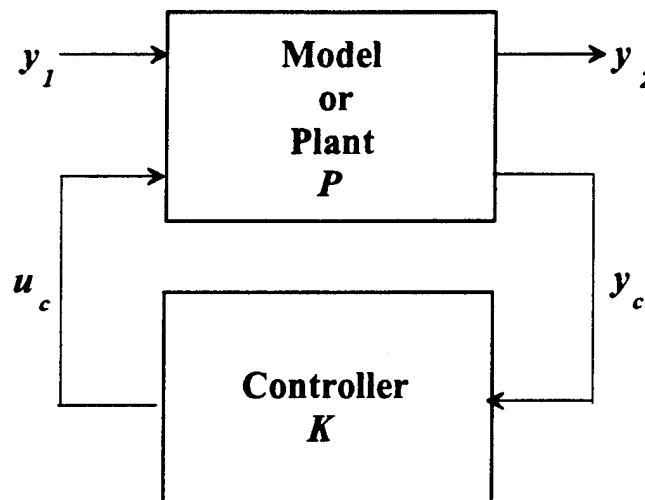 y1
Model
or
Plant
P
y2
uc
yc
Controller
K